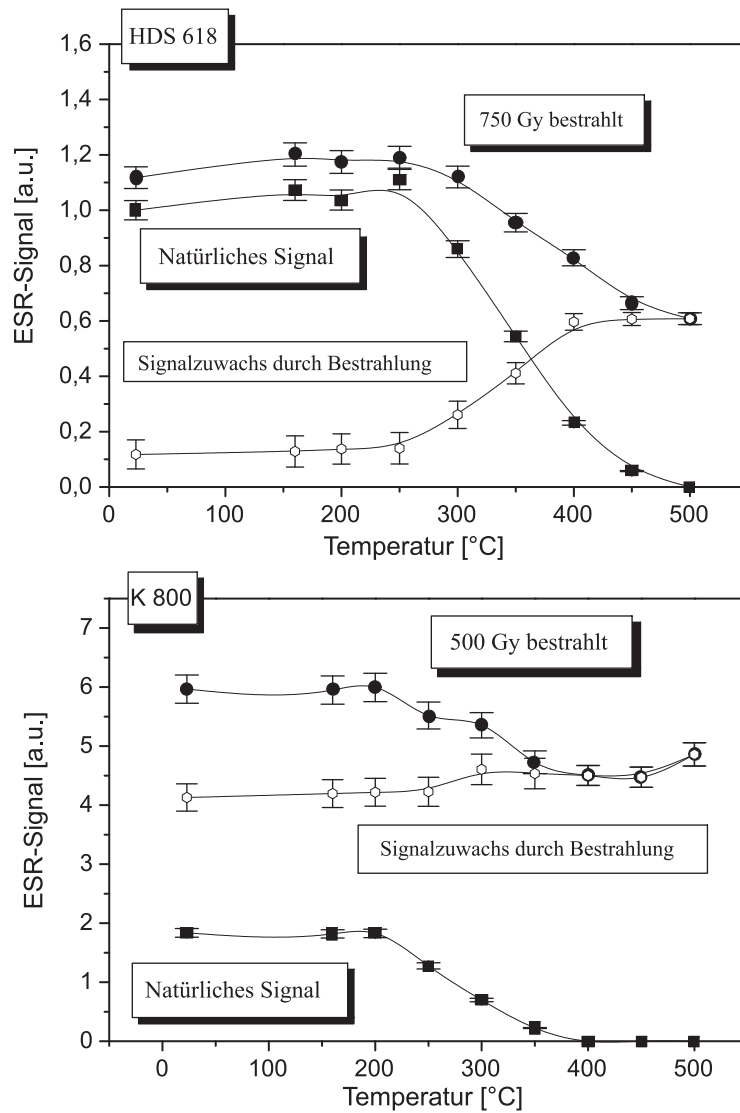 HDS 618
1,6
1,4
1.2
1.0
0.8
0.6
0,4
0.2
0,0
ESR-Signal [a.u.]
750 Gy bestrahlt
Natürliches Signal
Signalzuwachs durch Bestrahlung
0 100 200 300 400 500
Temperatur [°C]
K 800
7
6
5
4
3
2
1
0
ESR-Signal [a.u.]
500 Gy bestrahlt
Signalzuwachs durch Bestrahlung
Natürliches Signal
0 100 200 300 400 500
Temperatur [°C]